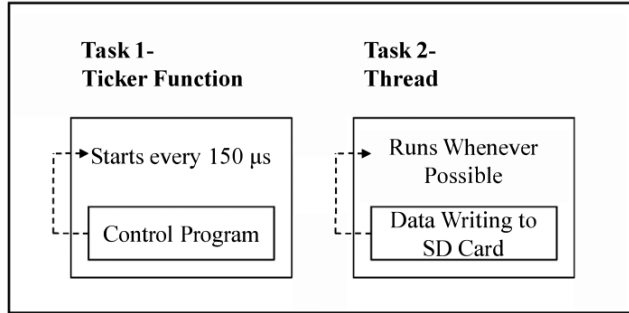 Task 1-
Ticker Function
Starts every 150 µs
Control Program
Task 2-
Thread
Runs Whenever
Possible
Data Writing to
SD Card